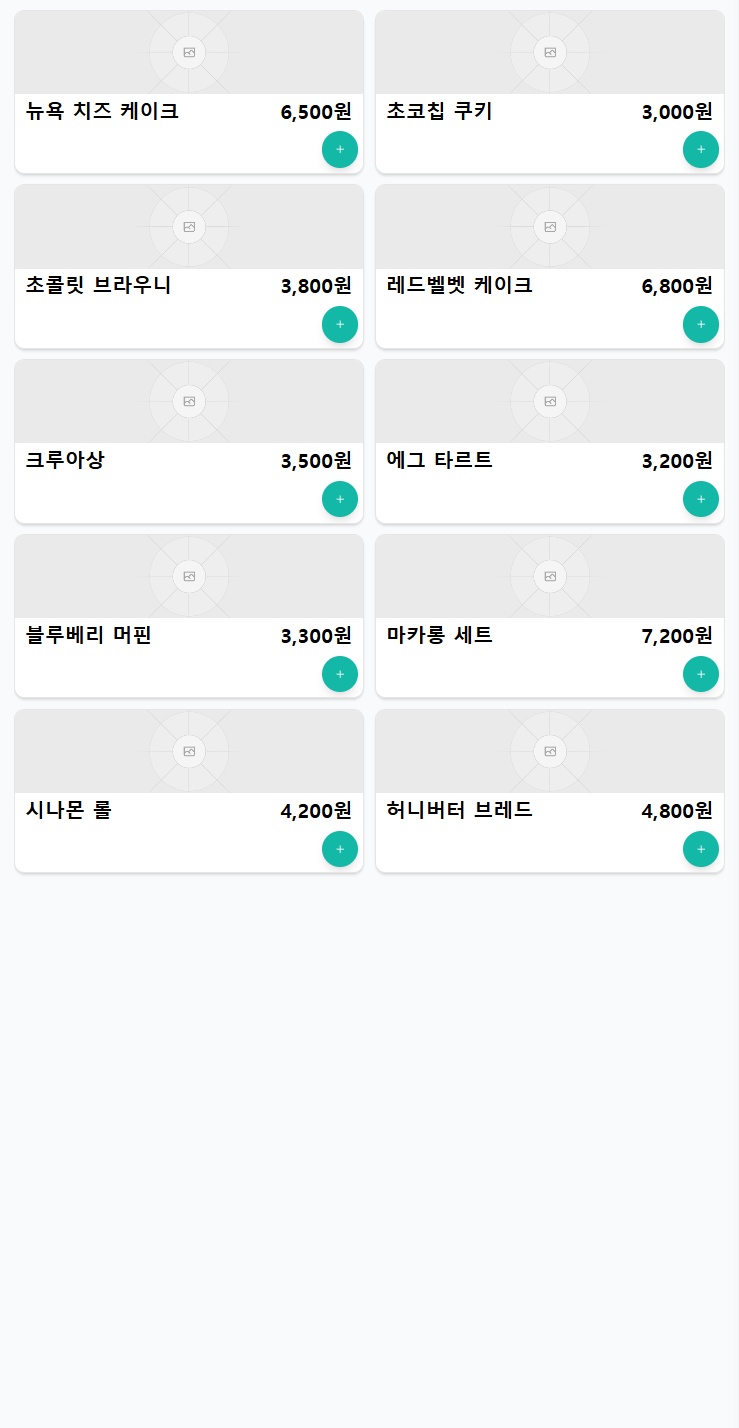 뉴욕 치즈 케이크 6,500원
초코칩 쿠키 3,000원
초콜릿 브라우니 3,800원
레드벨벳 케이크 6,800원
크루아상 3,500원
에그 타르트 3,200원
블루베리 머핀 3,300원
마카롱 세트 7,200원
시나몬 롤 4,200원
허니버터 브레드 4,800원